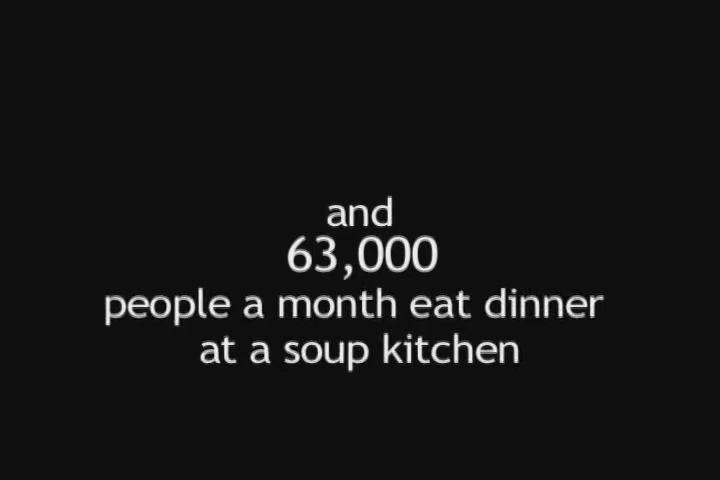 and
63,000
people a month eat dinner
at a soup kitchen